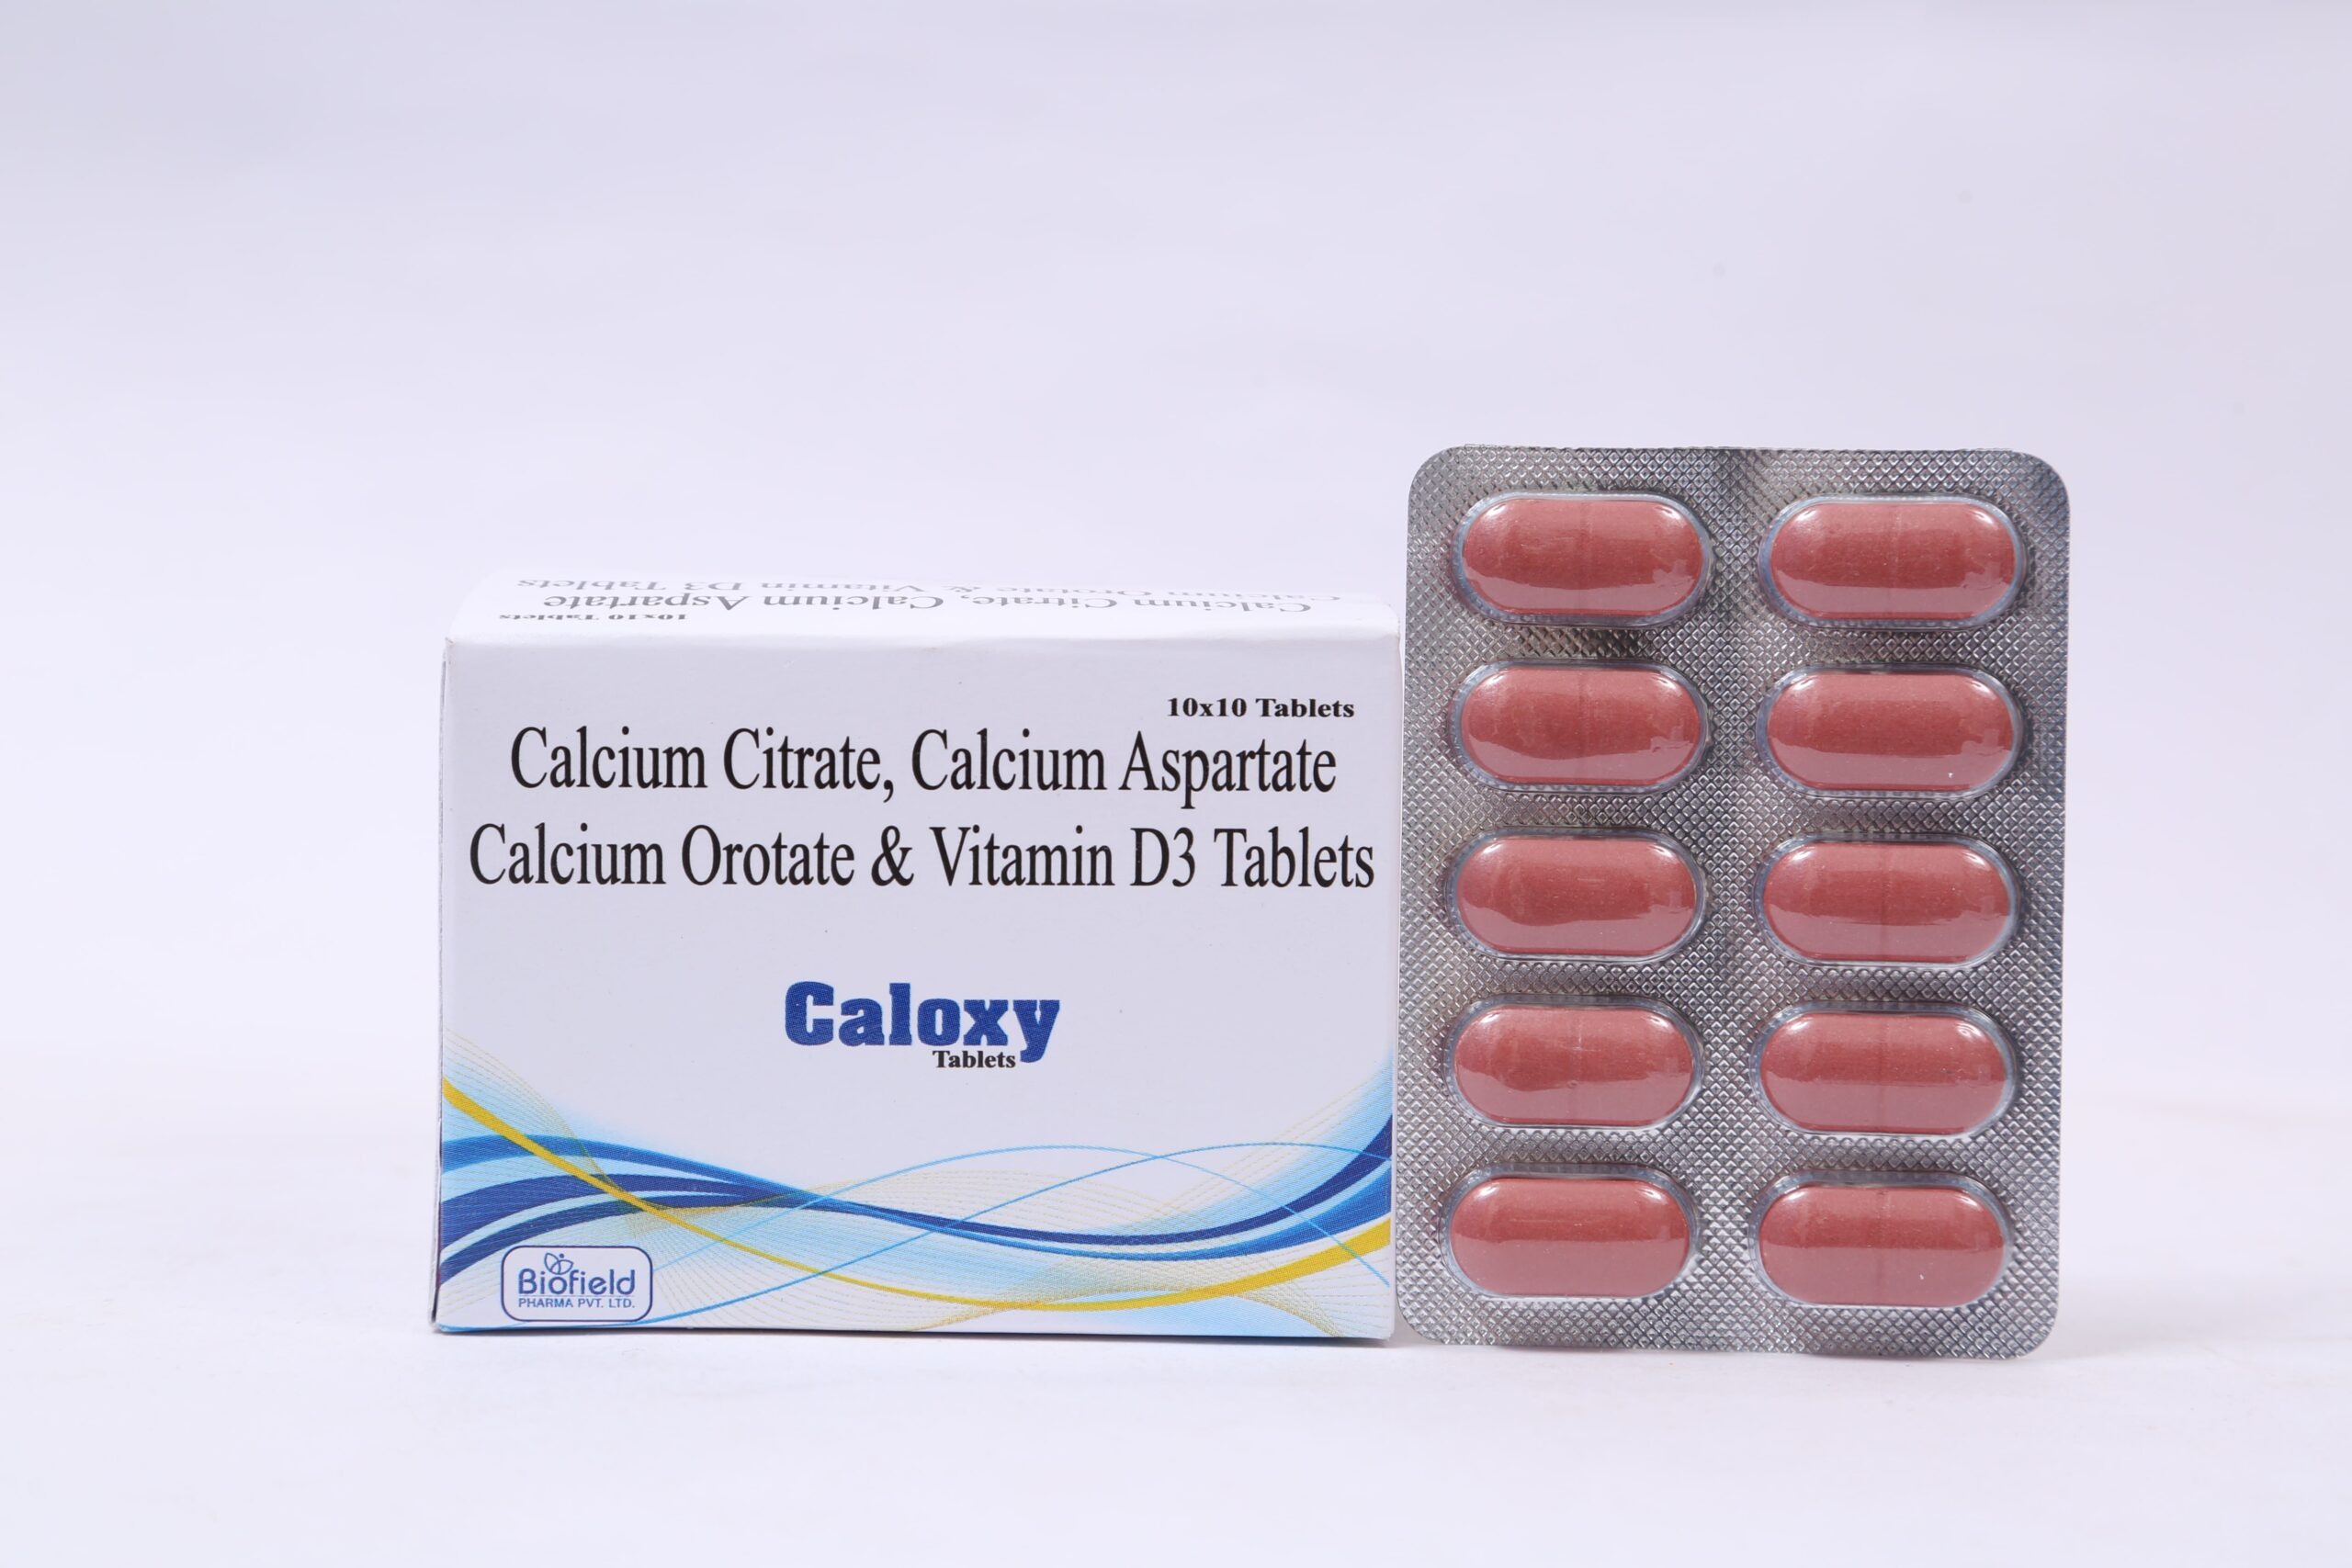 Calcium Orotate & Vitamin D3 Tablets
Calcium Citrate, Calcium Aspartate
10x10 Tablets
10x10 Tablets
Calcium Citrate, Calcium Aspartate
Calcium Orotate & Vitamin D3 Tablets
Caloxy
Tablets
Biofield
PHARMA PVT. LTD.